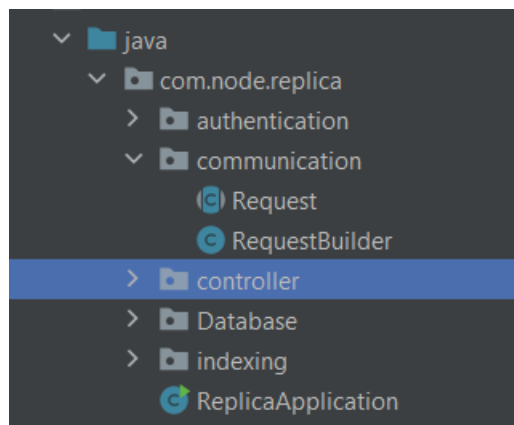 java
com.node.replica
authentication
communication
Request
RequestBuilder
controller
Database
indexing
ReplicaApplication